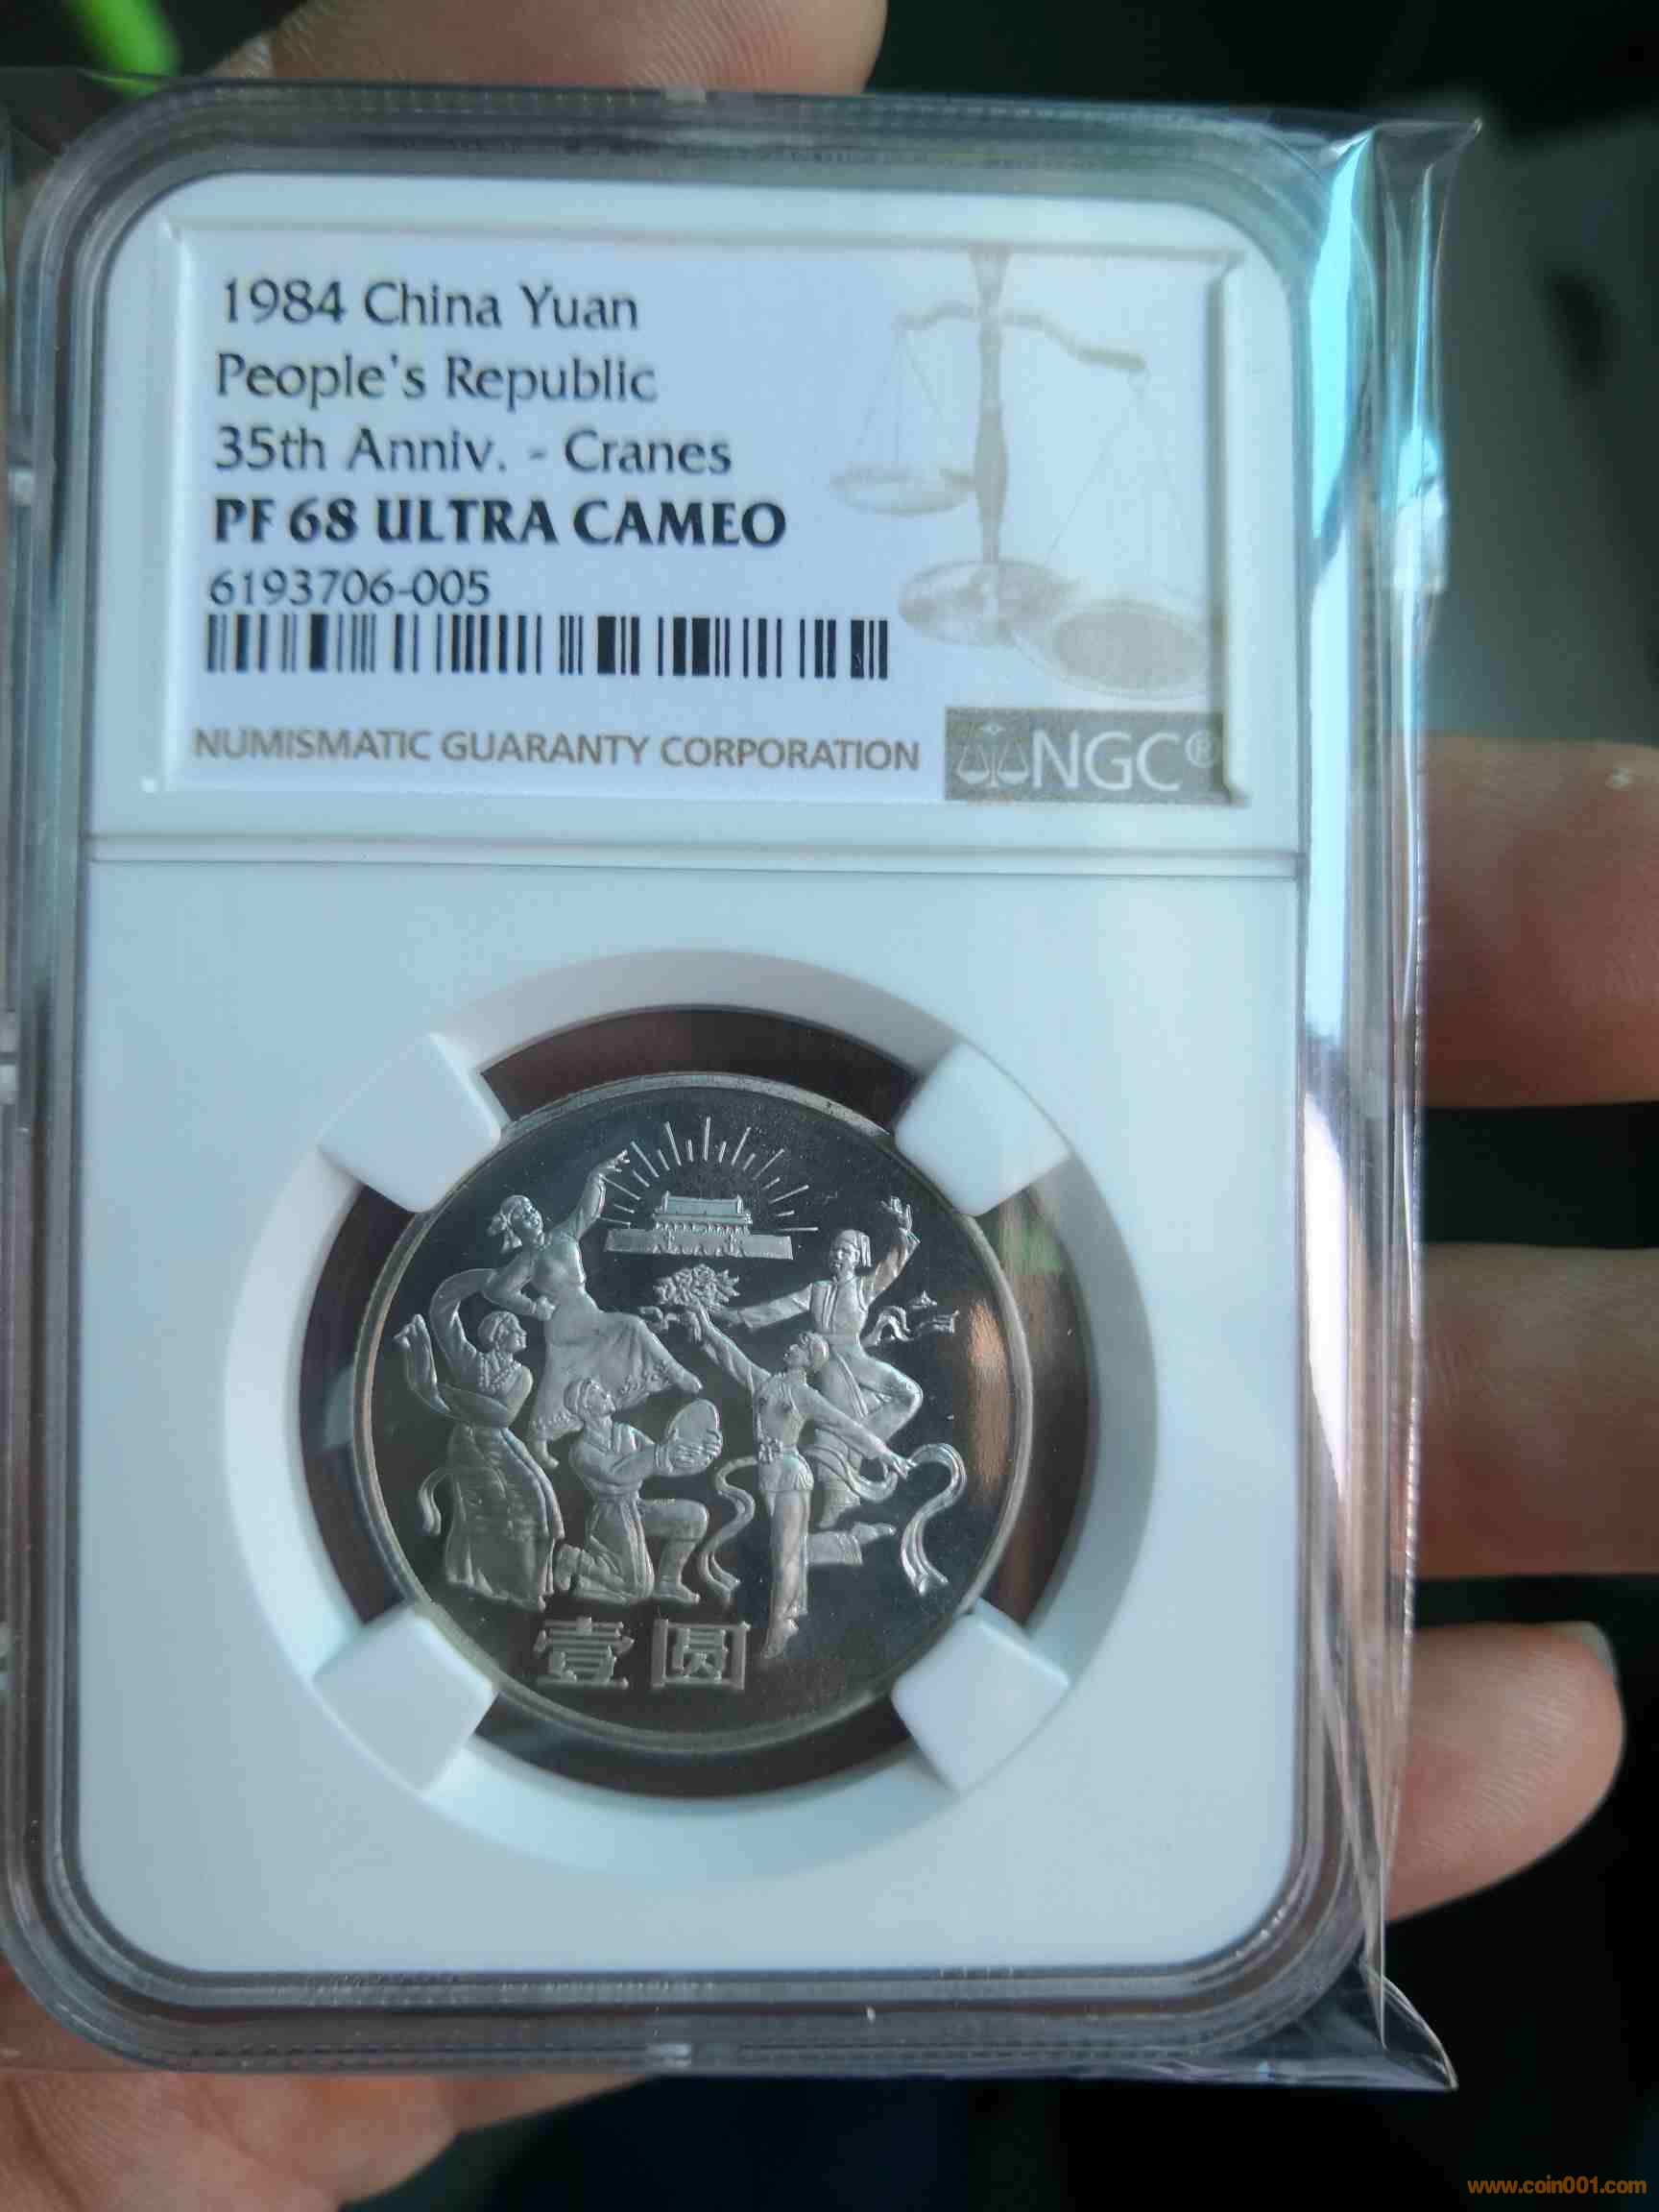 1984 China Yuan
People's Republic
35th Anniv. - Cranes
PF 68 ULTRA CAMEO
6193706-005
NUMISMATIC GUARANTY CORPORATION
NGC®
壹圆
www.coin001.com